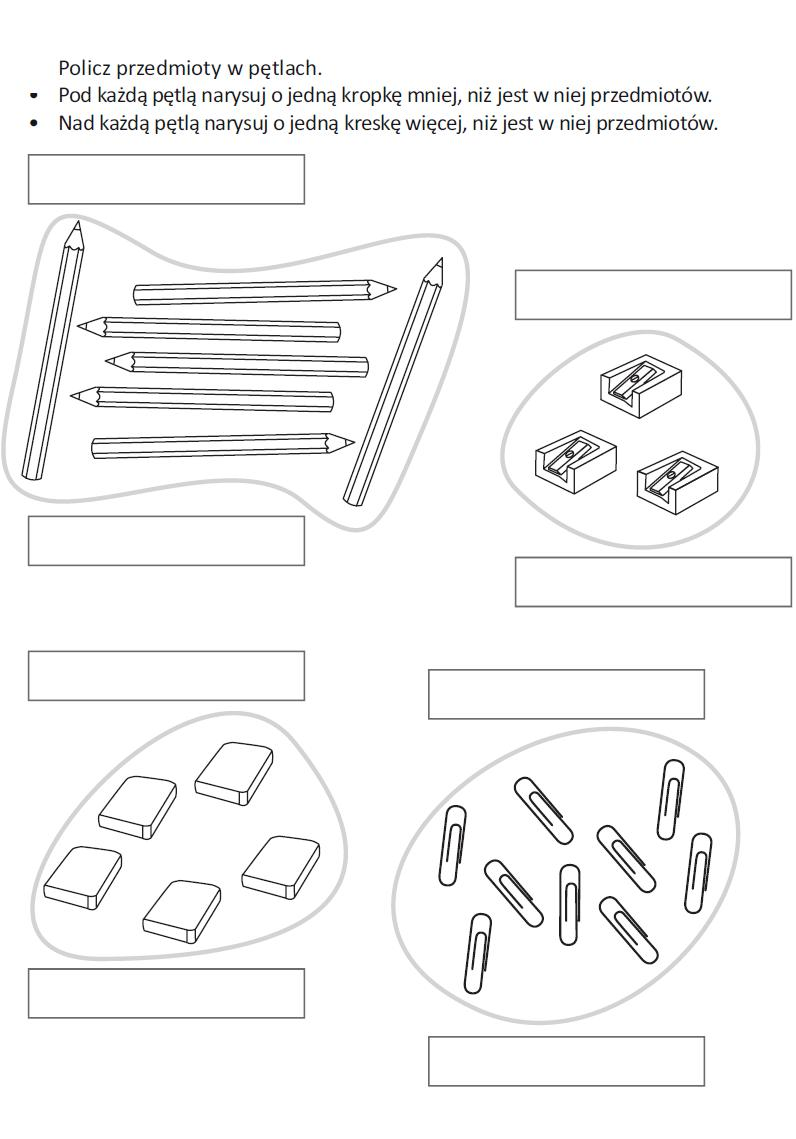 Policz przedmioty w pętlach.
• Pod każdą pętlą narysuj o jedną kropkę mniej, niż jest w niej przedmiotów.
• Nad każdą pętlą narysuj o jedną kreskę więcej, niż jest w niej przedmiotów.